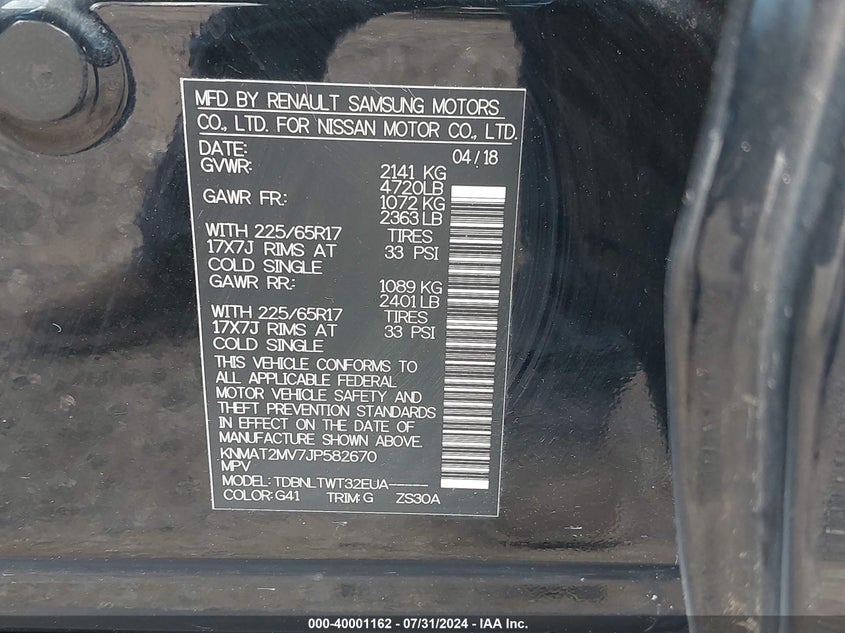 MFD BY RENAULT SAMSUNG MOTORS
CO., LTD. FOR NISSAN MOTOR CO., LTD.
DATE: 04/18
GVWR: 2141 KG
4720LB
GAWR FR: 1072 KG
2363 LB
WITH 225/65R17 TIRES
17X7J RIMS AT 33 PSI
COLD SINGLE
GAWR RR: 1089 KG
2401 LB
WITH 225/65R17 TIRES
17X7J RIMS AT 33 PSI
COLD SINGLE
THIS VEHICLE CONFORMS TO
ALL APPLICABLE FEDERAL
MOTOR VEHICLE SAFETY AND
THEFT PREVENTION STANDARDS
IN EFFECT ON THE DATE OF
MANUFACTURE SHOWN ABOVE.
KNMAT2MV7JP582670
MPV
MODEL: TDBNLTWT32EUA-----
COLOR: G41 TRIM: G ZS30A
000-40001162 - 07/31/2024 - IAA Inc.